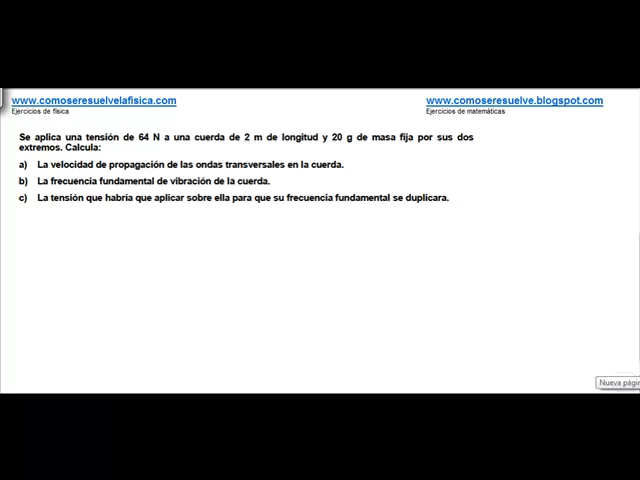 www.comoseresuelvelafisica.com www.comoseresuelve.blogspot.com
Ejercicios de física Ejercicios de matemáticas
Se aplica una tensión de 64 N a una cuerda de 2 m de longitud y 20 g de masa fija por sus dos
extremos. Calcula:
a) La velocidad de propagación de las ondas transversales en la cuerda.
b) La frecuencia fundamental de vibración de la cuerda.
c) La tensión que habría que aplicar sobre ella para que su frecuencia fundamental se duplicara.
Nueva págin